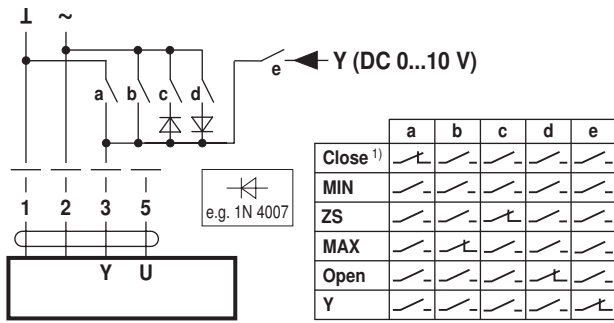 ⊥ ~
e Y (DC 0...10 V)
a b c d
1 2 3 5
e.g. 1N 4007
Y U
a b c d e
Close 1)
MIN
ZS
MAX
Open
Y